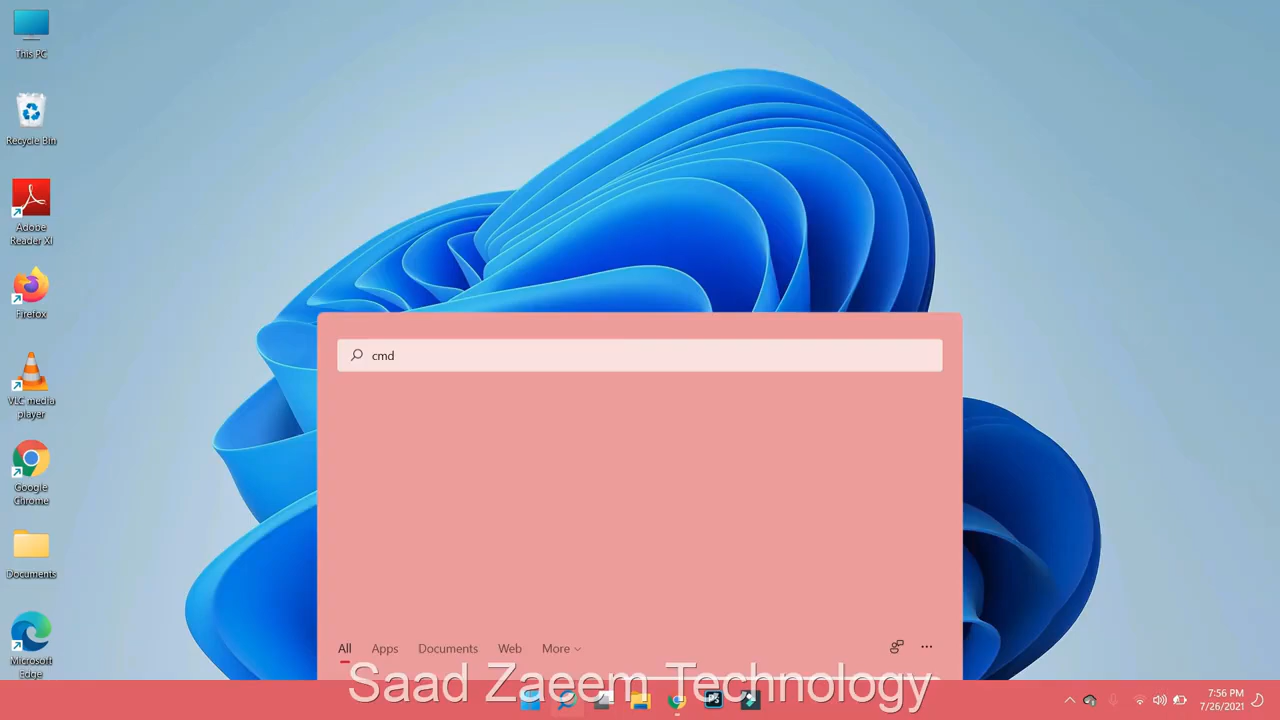 This PC
Recycle Bin
Adobe
Reader XI
Firefox
VLC media
player
Google
Chrome
Documents
Microsoft
Edge
cmd
All Apps Documents Web More
Saad Zaeem Technology
PS
7:56 PM
7/26/2021